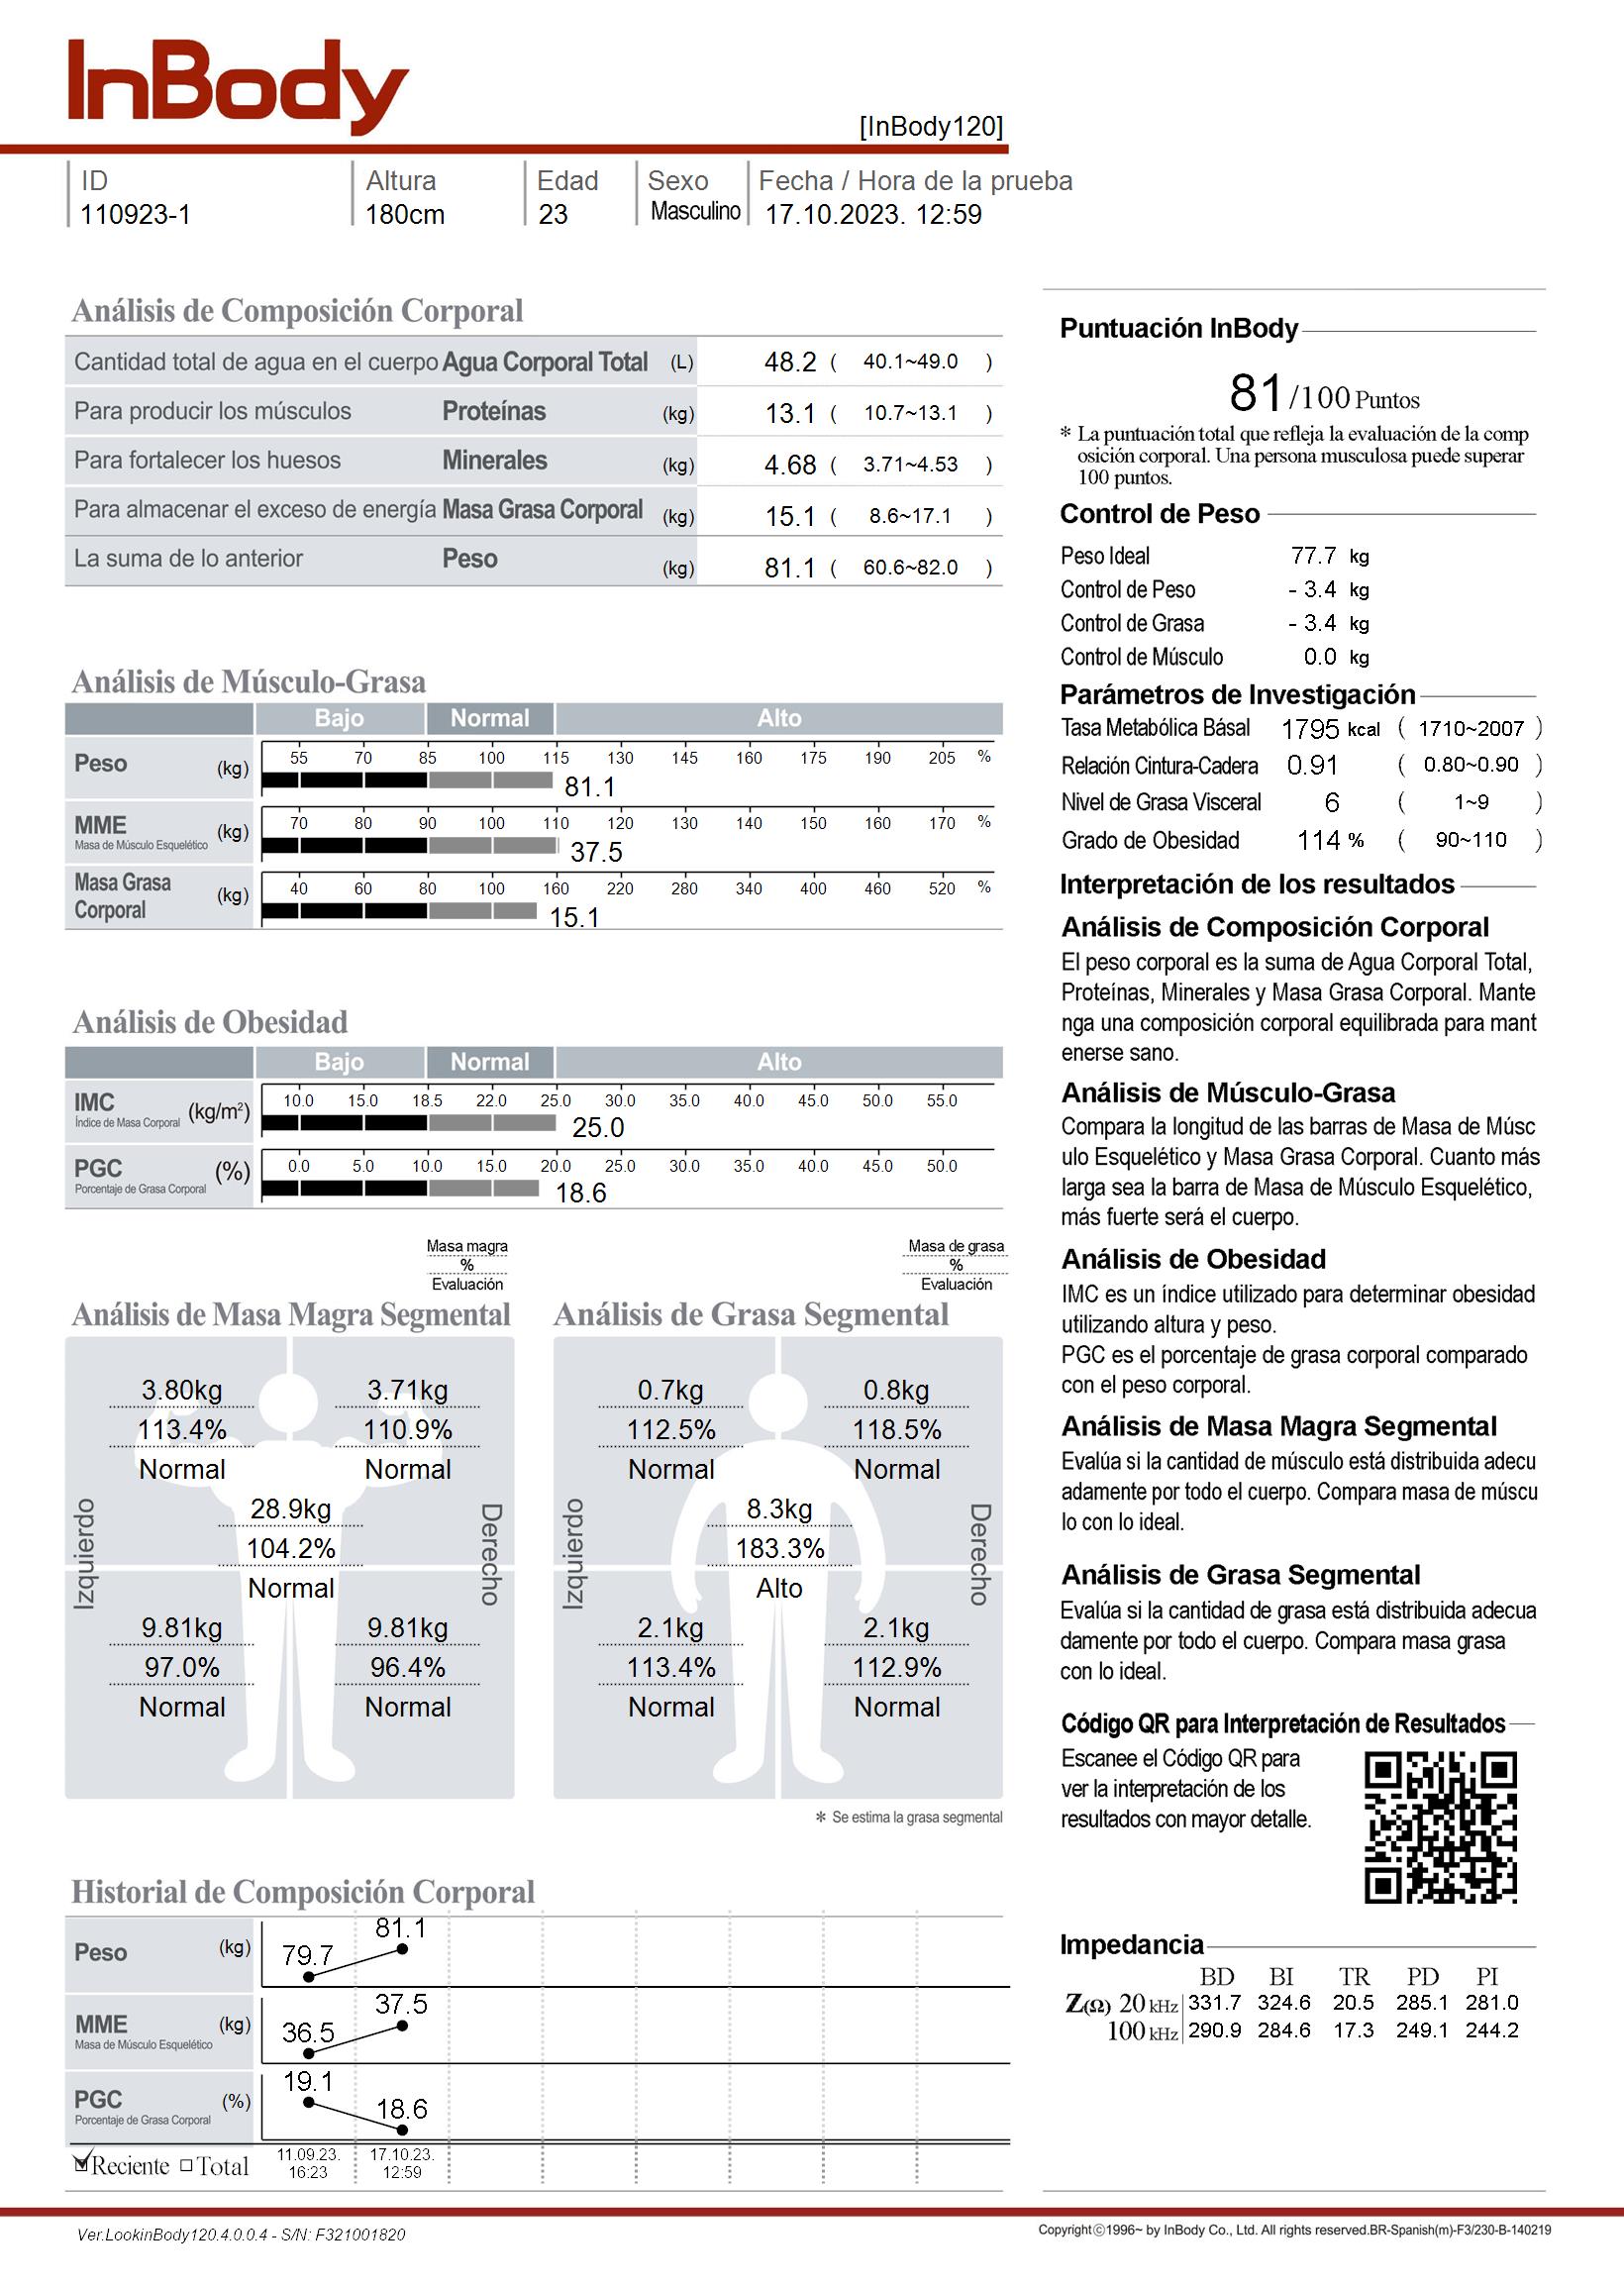 InBody
[InBody120]
ID Altura Edad Sexo Fecha / Hora de la prueba
110923-1 180cm 23 Masculino 17.10.2023. 12:59
Análisis de Composición Corporal
Cantidad total de agua en el cuerpo Agua Corporal Total (L) 48.2 ( 40.1~49.0 )
Para producir los músculos Proteínas (kg) 13.1 ( 10.7~13.1 )
Para fortalecer los huesos Minerales (kg) 4.68 ( 3.71~4.53 )
Para almacenar el exceso de energía Masa Grasa Corporal (kg) 15.1 ( 8.6~17.1 )
La suma de lo anterior Peso (kg) 81.1 ( 60.6~82.0 )
Análisis de Músculo-Grasa
Bajo Normal Alto
Peso (kg) 55 70 85 100 115 130 145 160 175 190 205 %
81.1
MME (kg) 70 80 90 100 110 120 130 140 150 160 170 %
Masa de Músculo Esquelético
37.5
Masa Grasa Corporal (kg) 40 60 80 100 160 220 280 340 400 460 520 %
15.1
Análisis de Obesidad
Bajo Normal Alto
IMC (kg/m²) 10.0 15.0 18.5 22.0 25.0 30.0 35.0 40.0 45.0 50.0 55.0
Índice de Masa Corporal
25.0
PGC (%) 0.0 5.0 10.0 15.0 20.0 25.0 30.0 35.0 40.0 45.0 50.0
Porcentaje de Grasa Corporal
18.6
Masa magra
%
Evaluación
Análisis de Masa Magra Segmental
3.80kg 3.71kg
113.4% 110.9%
Normal Normal
28.9kg
104.2%
Normal
Izquierdo Derecho
9.81kg 9.81kg
97.0% 96.4%
Normal Normal
Masa de grasa
%
Evaluación
Análisis de Grasa Segmental
0.7kg 0.8kg
112.5% 118.5%
Normal Normal
8.3kg
183.3%
Alto
Izquierdo Derecho
2.1kg 2.1kg
113.4% 112.9%
Normal Normal
* Se estima la grasa segmental
Historial de Composición Corporal
Peso (kg) 79.7 81.1
MME (kg) 36.5 37.5
Masa de Músculo Esquelético
PGC (%) 19.1 18.6
Porcentaje de Grasa Corporal
Reciente Total 11.09.23. 17.10.23.
16:23 12:59
Puntuación InBody
81/100 Puntos
* La puntuación total que refleja la evaluación de la comp
osición corporal. Una persona musculosa puede superar
100 puntos.
Control de Peso
Peso Ideal 77.7 kg
Control de Peso - 3.4 kg
Control de Grasa - 3.4 kg
Control de Músculo 0.0 kg
Parámetros de Investigación
Tasa Metabólica Básal 1795 kcal ( 1710~2007 )
Relación Cintura-Cadera 0.91 ( 0.80~0.90 )
Nivel de Grasa Visceral 6 ( 1~9 )
Grado de Obesidad 114 % ( 90~110 )
Interpretación de los resultados
Análisis de Composición Corporal
El peso corporal es la suma de Agua Corporal Total,
Proteínas, Minerales y Masa Grasa Corporal. Mante
nga una composición corporal equilibrada para mant
enerse sano.
Análisis de Músculo-Grasa
Compara la longitud de las barras de Masa de Músc
ulo Esquelético y Masa Grasa Corporal. Cuanto más
larga sea la barra de Masa de Músculo Esquelético,
más fuerte será el cuerpo.
Análisis de Obesidad
IMC es un índice utilizado para determinar obesidad
utilizando altura y peso.
PGC es el porcentaje de grasa corporal comparado
con el peso corporal.
Análisis de Masa Magra Segmental
Evalúa si la cantidad de músculo está distribuida adecu
adamente por todo el cuerpo. Compara masa de múscu
lo con lo ideal.
Análisis de Grasa Segmental
Evalúa si la cantidad de grasa está distribuida adecua
damente por todo el cuerpo. Compara masa grasa
con lo ideal.
Código QR para Interpretación de Resultados
Escanee el Código QR para
ver la interpretación de los
resultados con mayor detalle.
Impedancia
BD BI TR PD PI
Z(Ω) 20 kHz 331.7 324.6 20.5 285.1 281.0
100 kHz 290.9 284.6 17.3 249.1 244.2
Ver.LookinBody120.4.0.0.4 - S/N: F321001820
Copyright©1996~ by InBody Co., Ltd. All rights reserved.BR-Spanish(m)-F3/230-B-140219